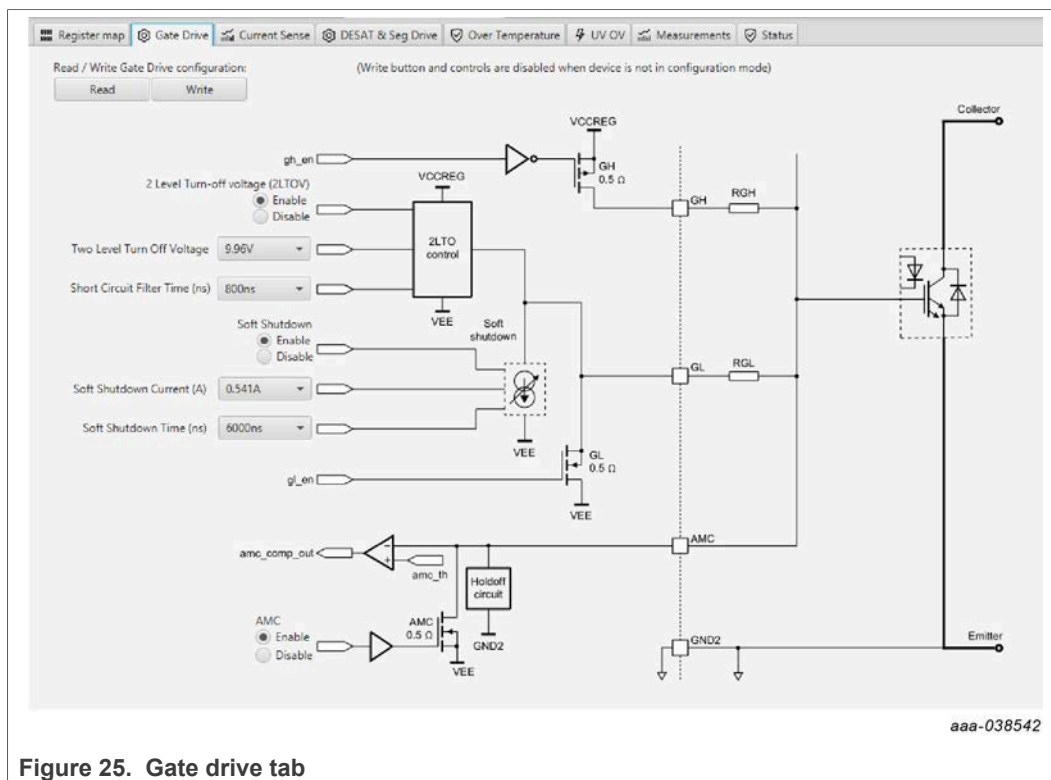 Register map Gate Drive Current Sense DESAT & Seg Drive Over Temperature UV OV Measurements Status
Read / Write Gate Drive configuration: (Write button and controls are disabled when device is not in configuration mode)
Read Write
Collector
VCCREG
gh_en
GH
0.5 Ω
2 Level Turn-off voltage (2LTOV)
VCCREG
Enable
Disable
GH
RGH
2LTO
control
Two Level Turn Off Voltage 9.96V
Short Circuit Filter Time (ns) 800ns
VEE
Soft Shutdown
Soft
shutdown
Enable
Disable
GL
RGL
Soft Shutdown Current (A) 0.541A
Soft Shutdown Time (ns) 6000ns
VEE
GL
0.5 Ω
gl_en
VEE
AMC
amc_comp_out
- 
+
amc_th
Holdoff
circuit
AMC
Enable
Disable
AMC
0.5 Ω
GND2
VEE
GND2
Emitter
aaa-038542
Figure 25. Gate drive tab